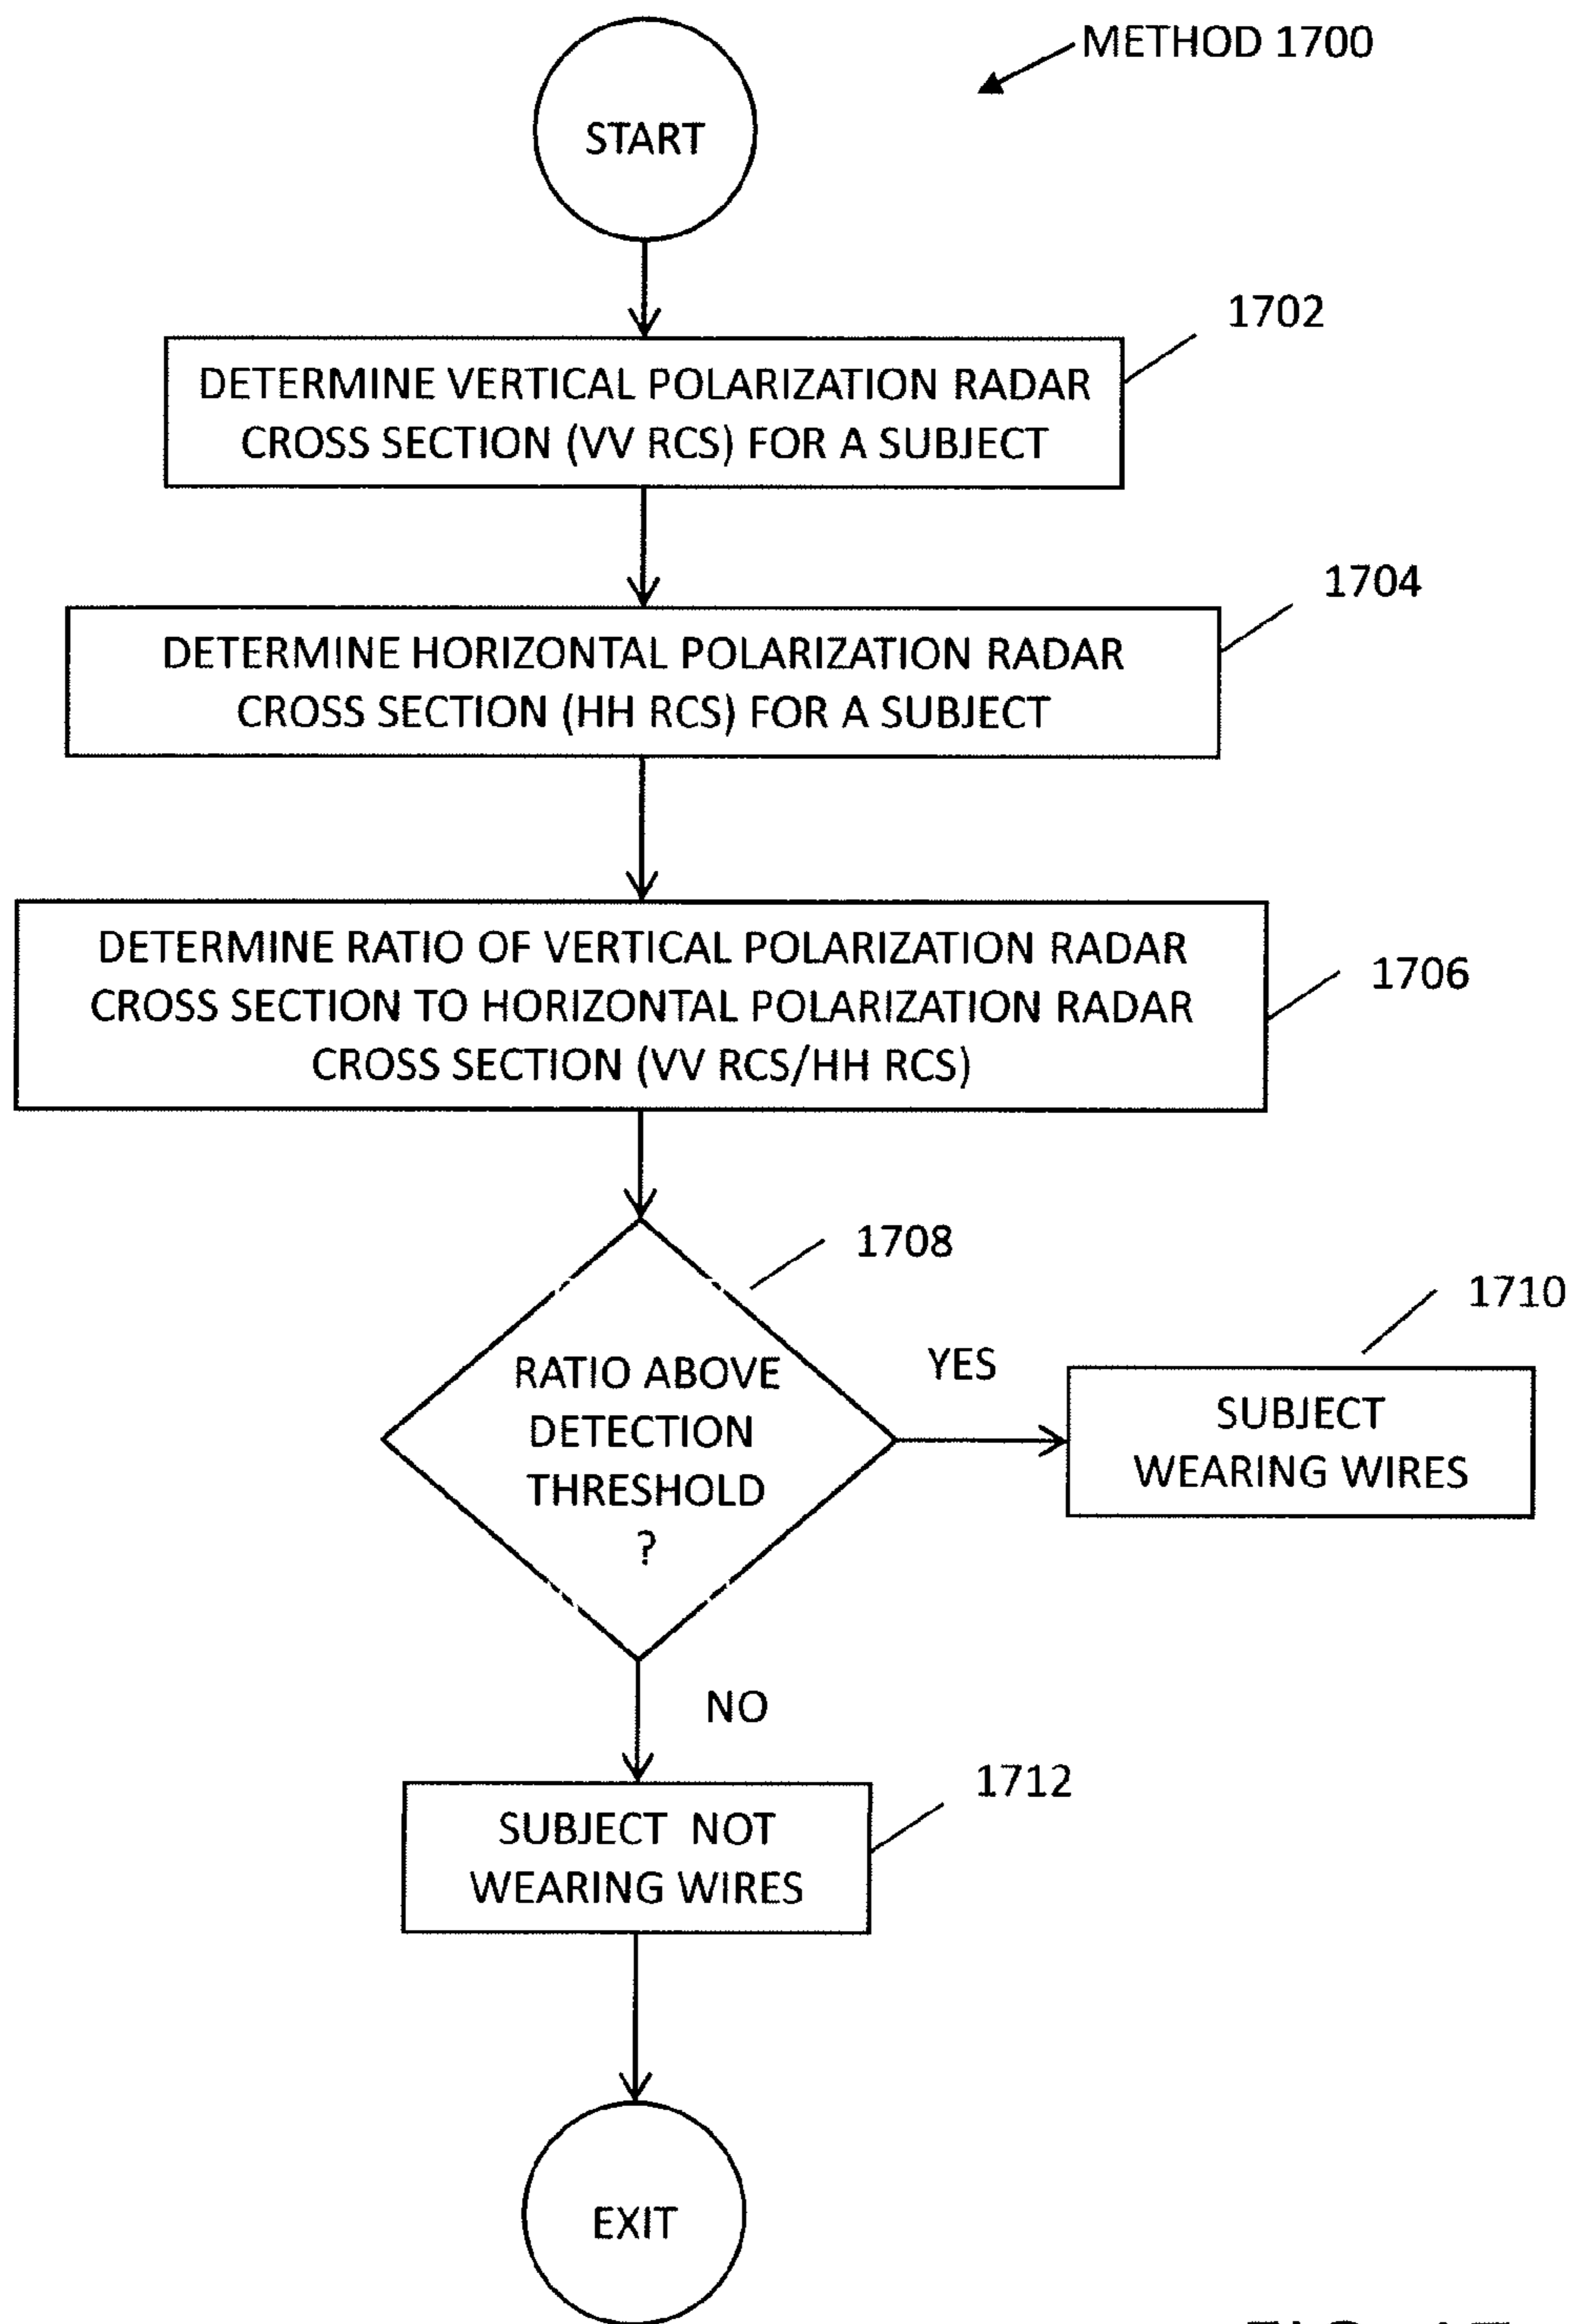 METHOD 1700
START
1702
DETERMINE VERTICAL POLARIZATION RADAR
CROSS SECTION (VV RCS) FOR A SUBJECT
1704
DETERMINE HORIZONTAL POLARIZATION RADAR
CROSS SECTION (HH RCS) FOR A SUBJECT
1706
DETERMINE RATIO OF VERTICAL POLARIZATION RADAR
CROSS SECTION TO HORIZONTAL POLARIZATION RADAR
CROSS SECTION (VV RCS/HH RCS)
1708
RATIO ABOVE
DETECTION
THRESHOLD
?
YES
1710
SUBJECT
WEARING WIRES
NO
1712
SUBJECT NOT
WEARING WIRES
EXIT